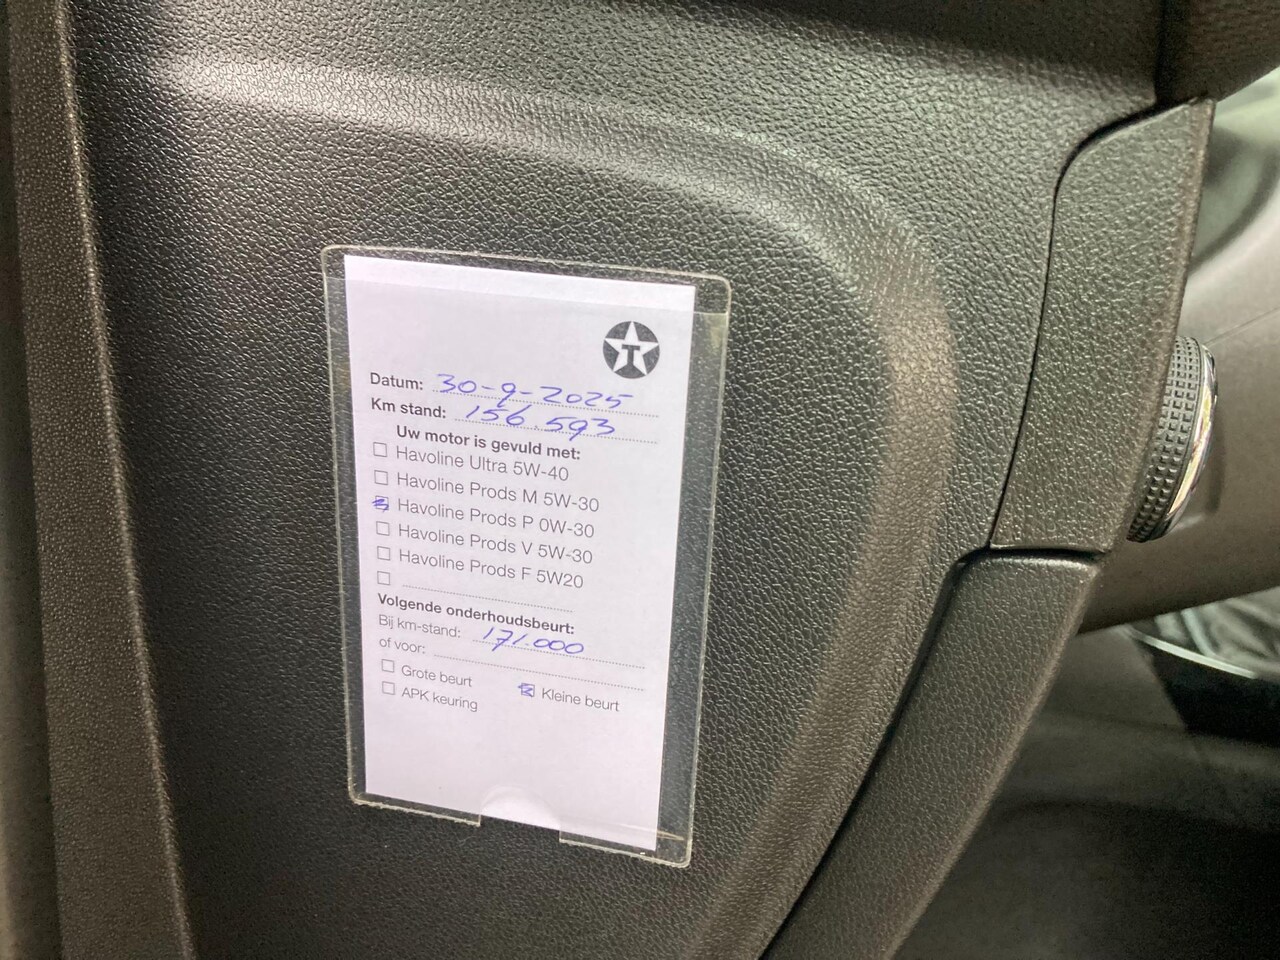 T
Datum: 30-9-2025
Km stand: 156.593
Uw motor is gevuld met:
Havoline Ultra 5W-40
Havoline Prods M 5W-30
Havoline Prods P 0W-30
Havoline Prods V 5W-30
Havoline Prods F 5W20
Volgende onderhoudsbeurt:
Bij km-stand: 171.000
of voor:
Grote beurt Kleine beurt
APK keuring